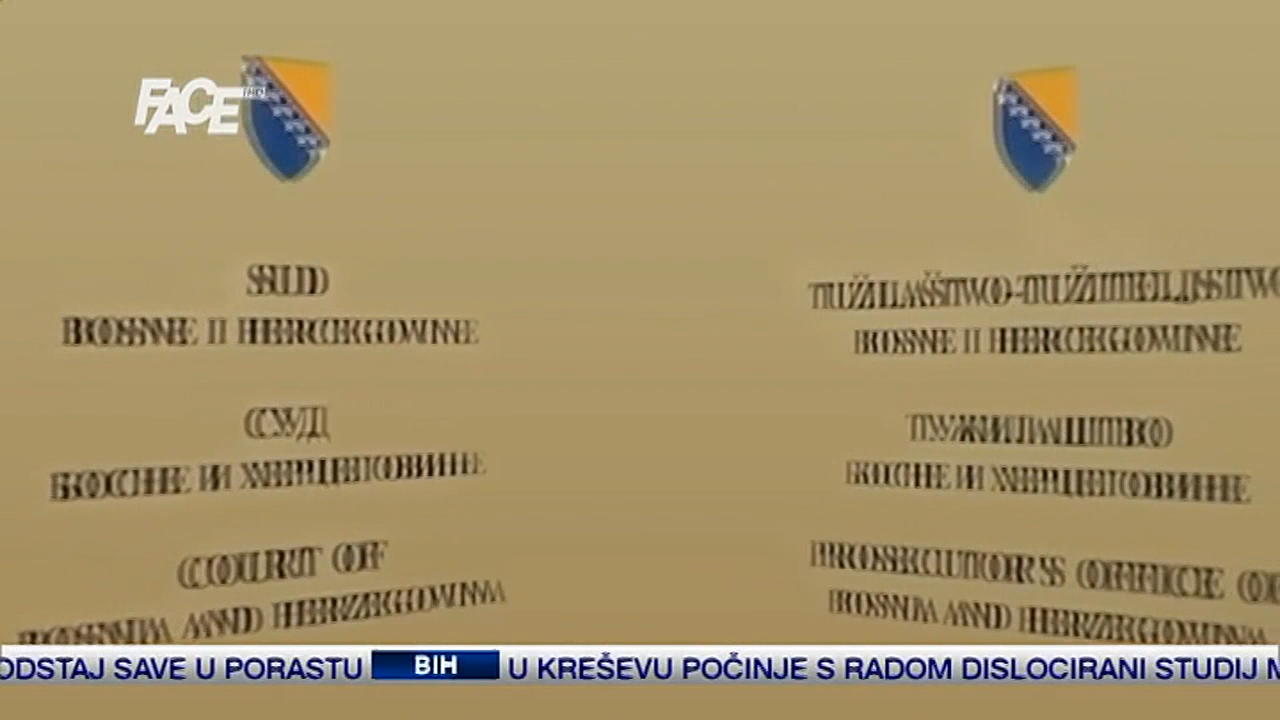 FACE
HD
SUD
BOSNE I HERCEGOVINE
СУД
БОСНЕ И ХЕРЦЕГОВИНЕ
COURT OF
BOSNIA AND HERZEGOVINA
TUŽILAŠTVO-TUŽITELJSTVO
BOSNE I HERCEGOVINE
ТУЖИЛАШТВО
БОСНЕ И ХЕРЦЕГОВИНЕ
PROSECUTOR'S OFFICE OF
BOSNIA AND HERZEGOVINA
ODSTAJ SAVE U PORASTU BIH U KREŠEVU POČINJE S RADOM DISLOCIRANI STUDIJ M